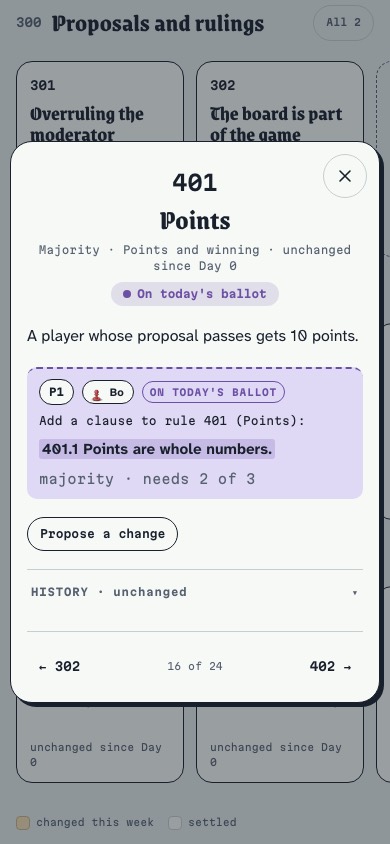 300 Proposals and rulings
All 2
301
Overruling the moderator
302
The board is part of the game
401
Points
Majority · Points and winning · unchanged
since Day 0
On today's ballot
A player whose proposal passes gets 10 points.
P1 Bo ON TODAY'S BALLOT
Add a clause to rule 401 (Points):
401.1 Points are whole numbers.
majority · needs 2 of 3
Propose a change
HISTORY · unchanged ▾
← 302 16 of 24 402 →
unchanged since Day 0
unchanged since Day 0
changed this week settled